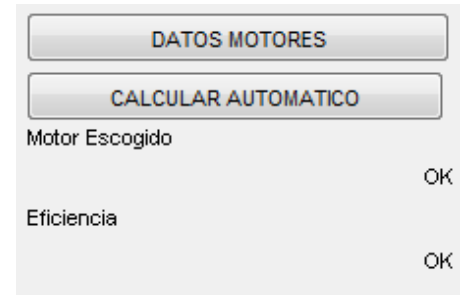 DATOS MOTORES
CALCULAR AUTOMATICO
Motor Escogido
OK
Eficiencia
OK